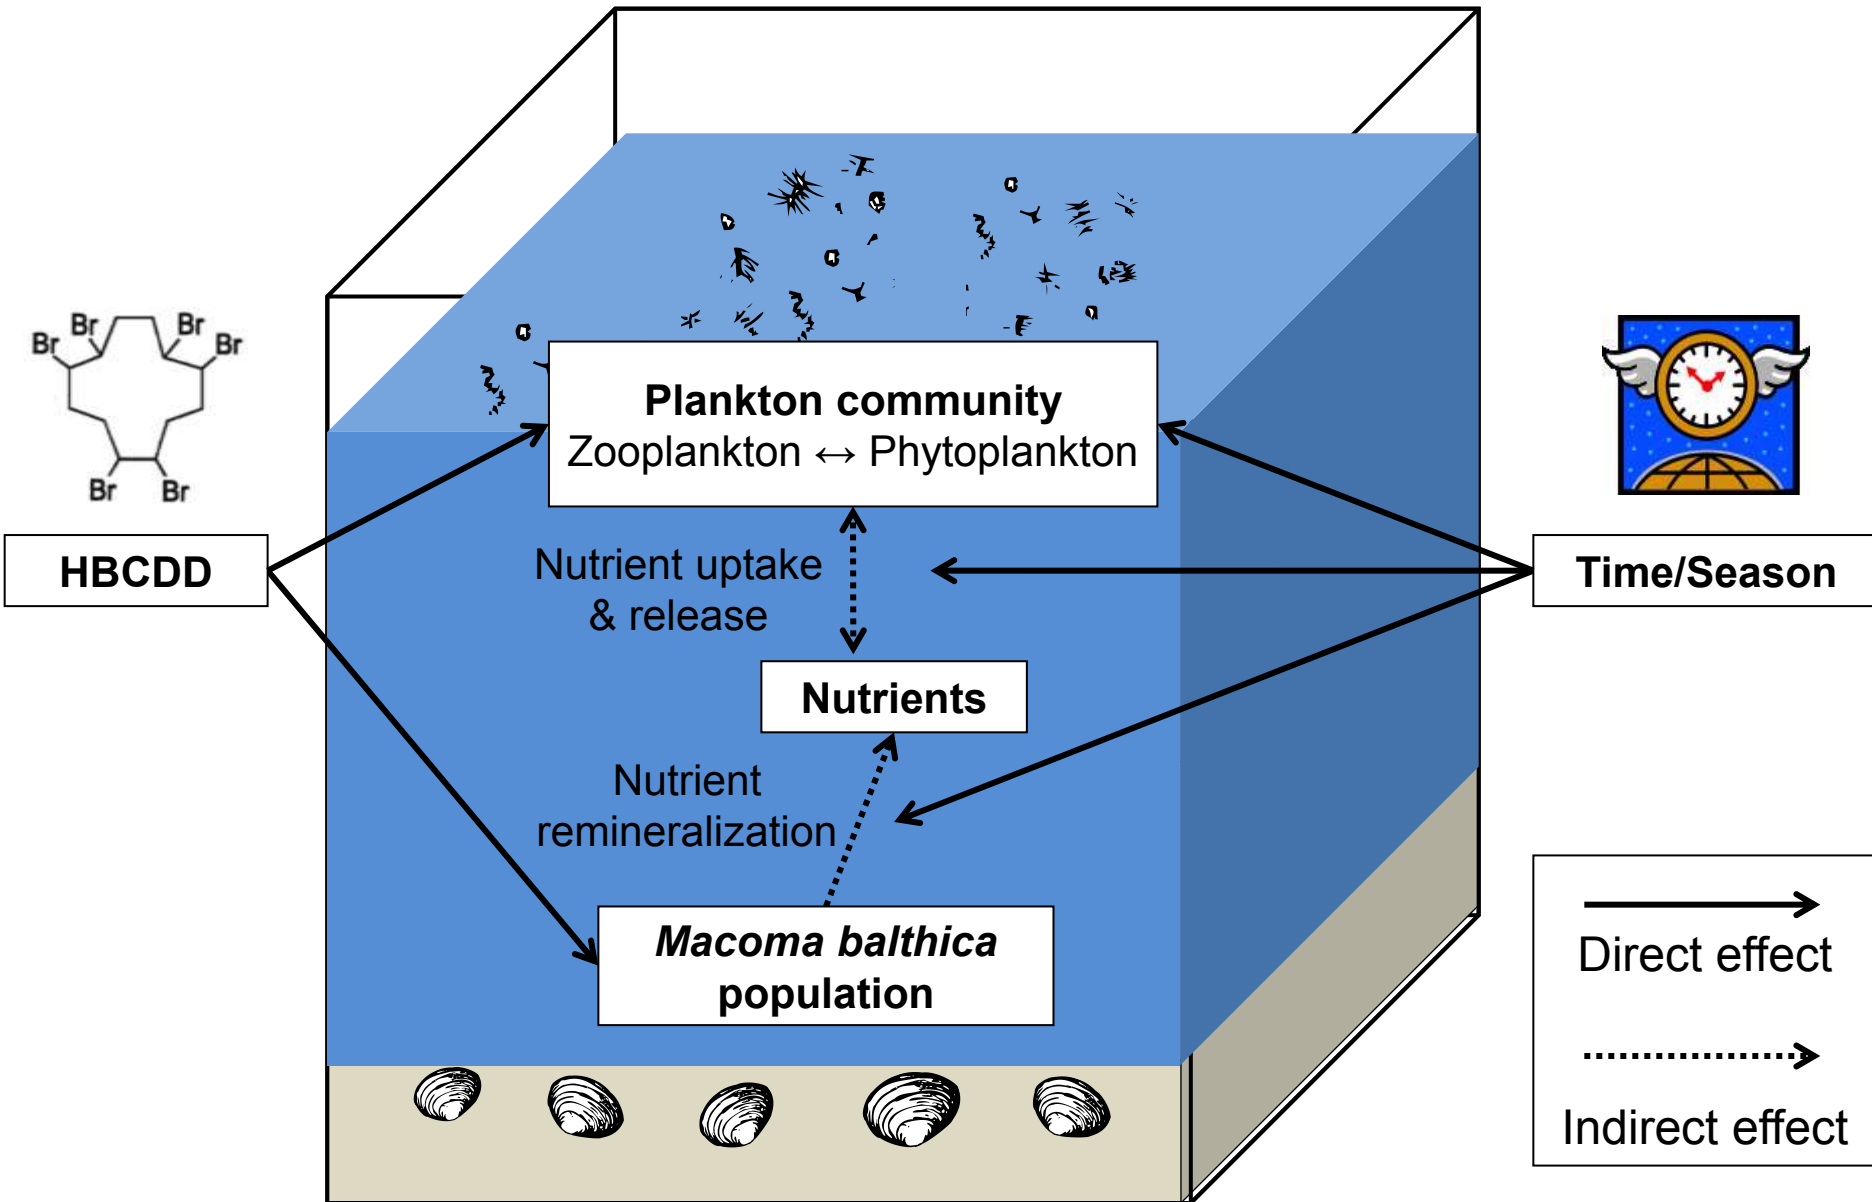 Br
Br
Br
Br
Br
Br
HBCDD
Plankton community
Zooplankton ↔ Phytoplankton
Nutrient uptake
& release
Nutrients
Nutrient
remineralization
Macoma balthica
population
Time/Season
Direct effect
Indirect effect